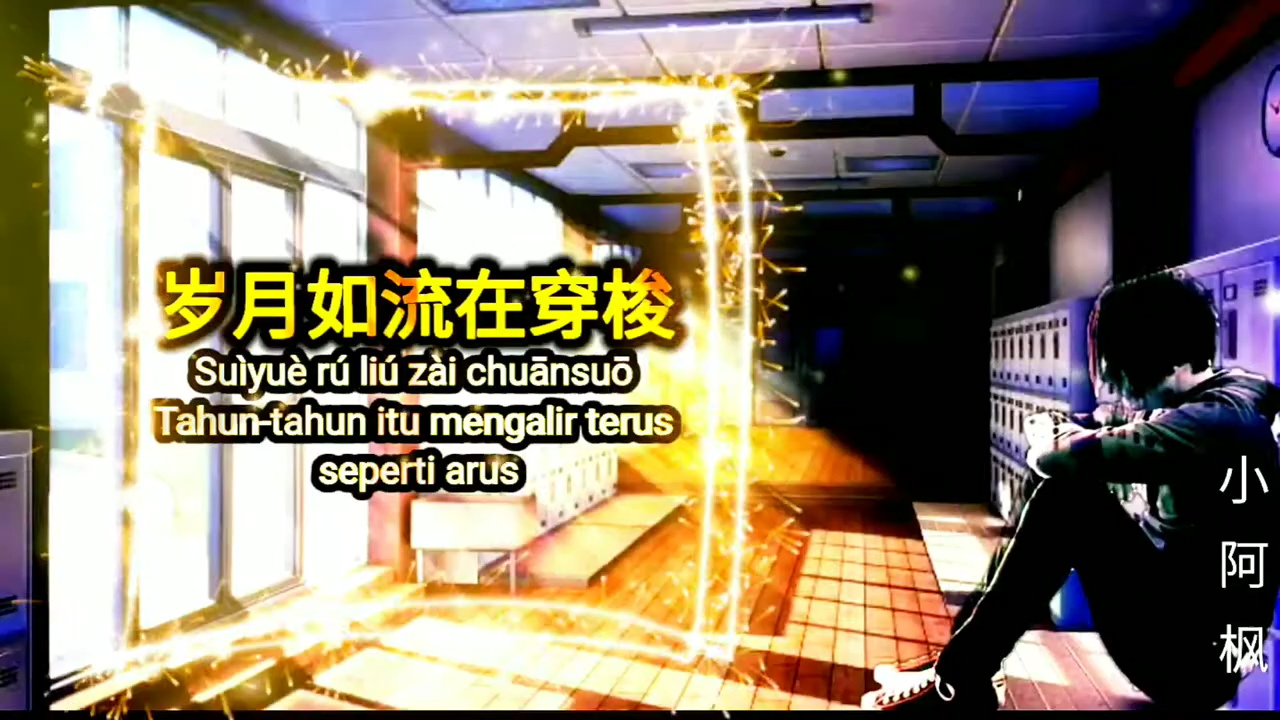 岁月如流在穿梭
Suìyuè rú liú zài chuānsuō
Tahun-tahun itu mengalir terus
seperti arus
小阿枫